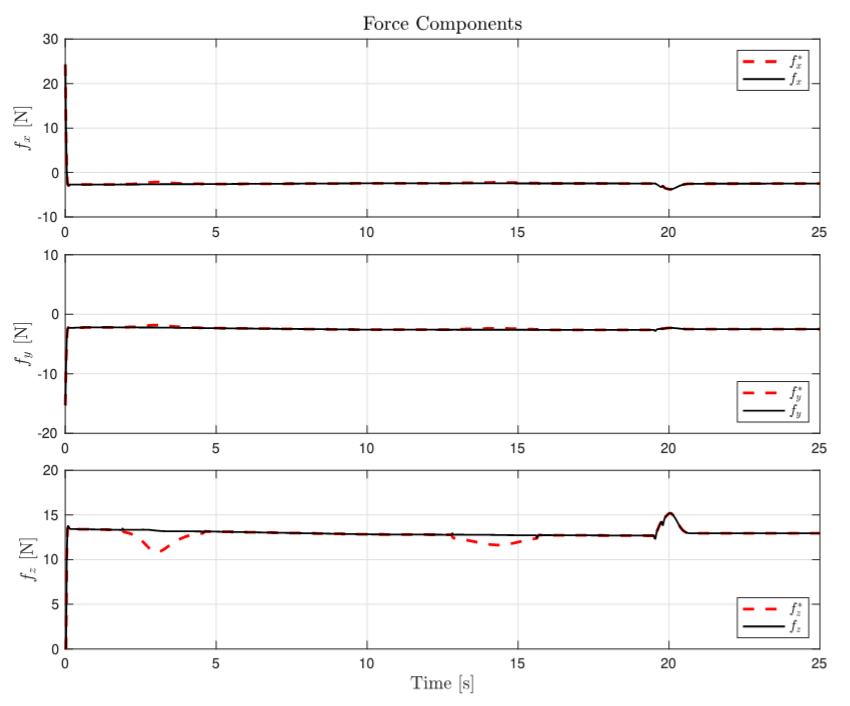 Force Components
30
20
10
0
-10
f_x [N]
f_x^*
f_x
0 5 10 15 20 25
10
0
-10
-20
f_y [N]
f_y^*
f_y
0 5 10 15 20 25
20
15
10
5
0
f_z [N]
f_z^*
f_z
0 5 10 15 20 25
Time [s]